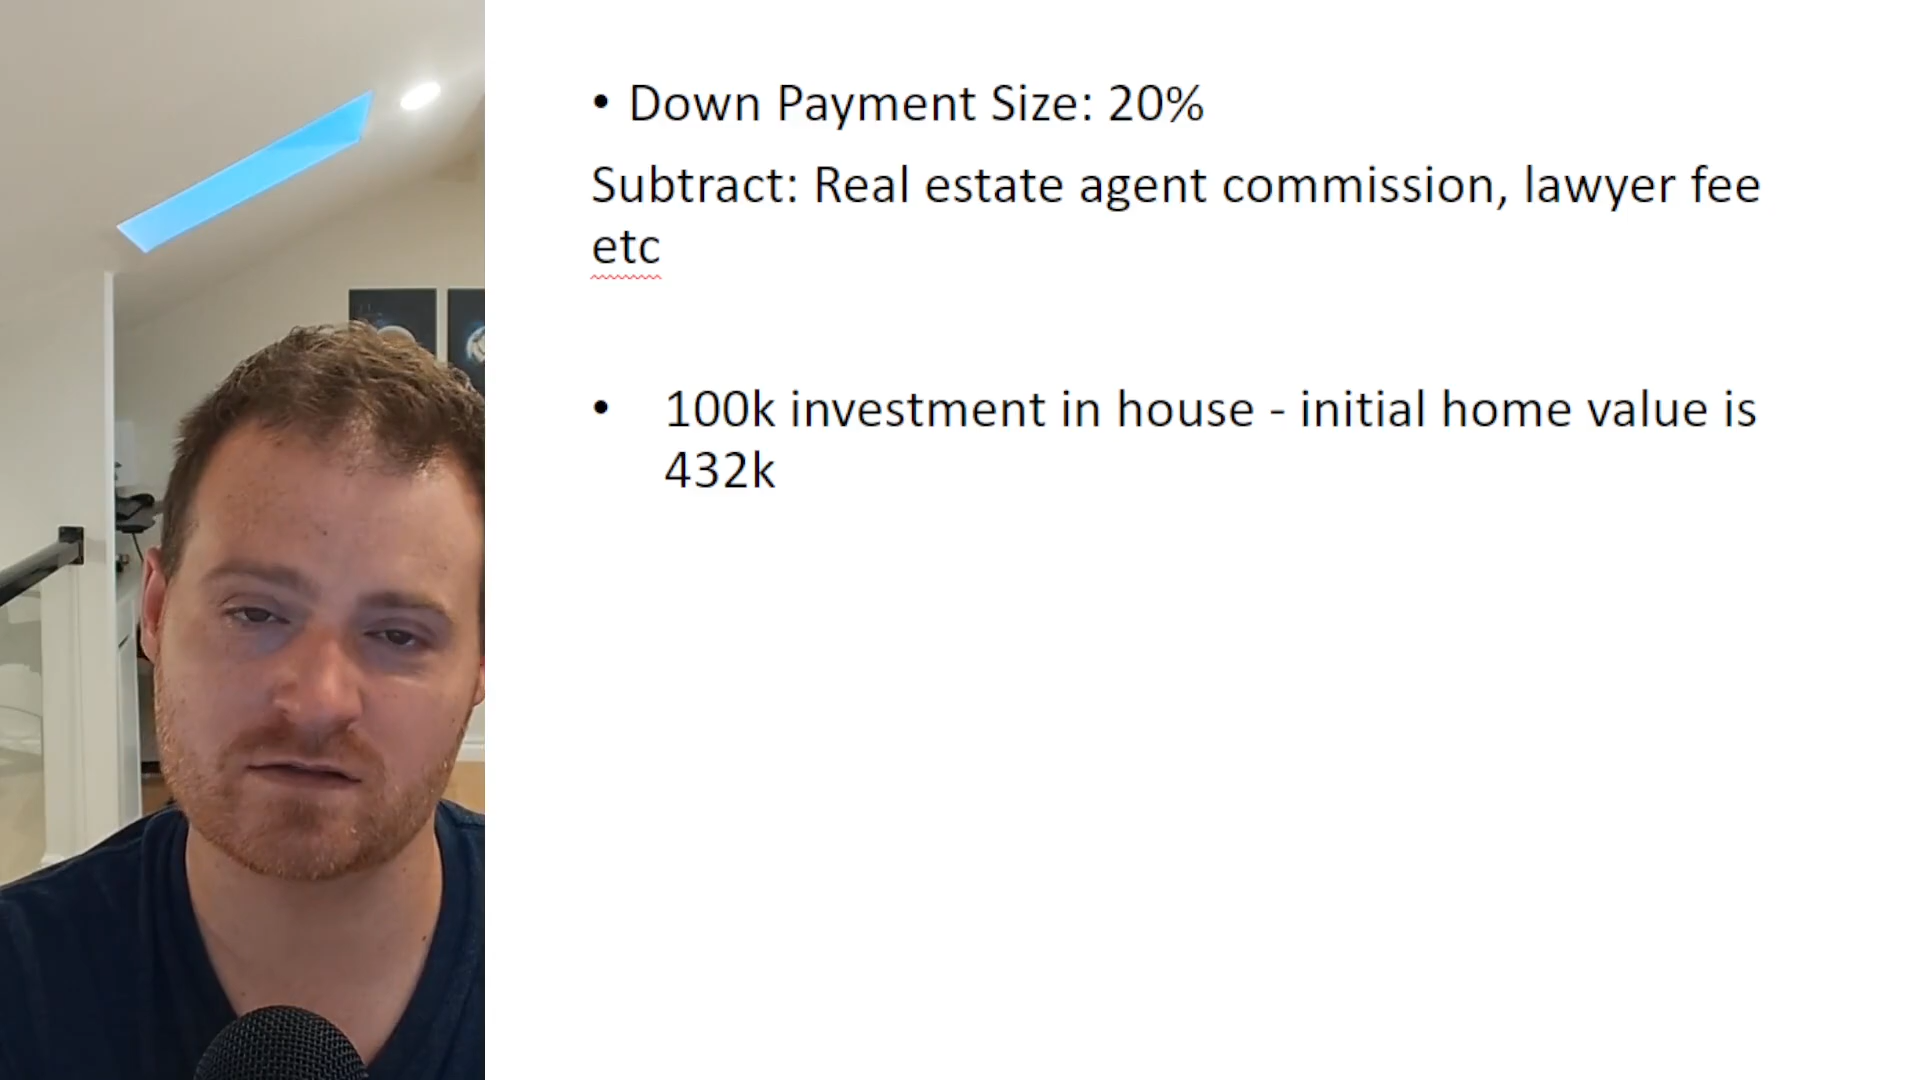 • Down Payment Size: 20%
Subtract: Real estate agent commission, lawyer fee
etc
• 100k investment in house - initial home value is
432k